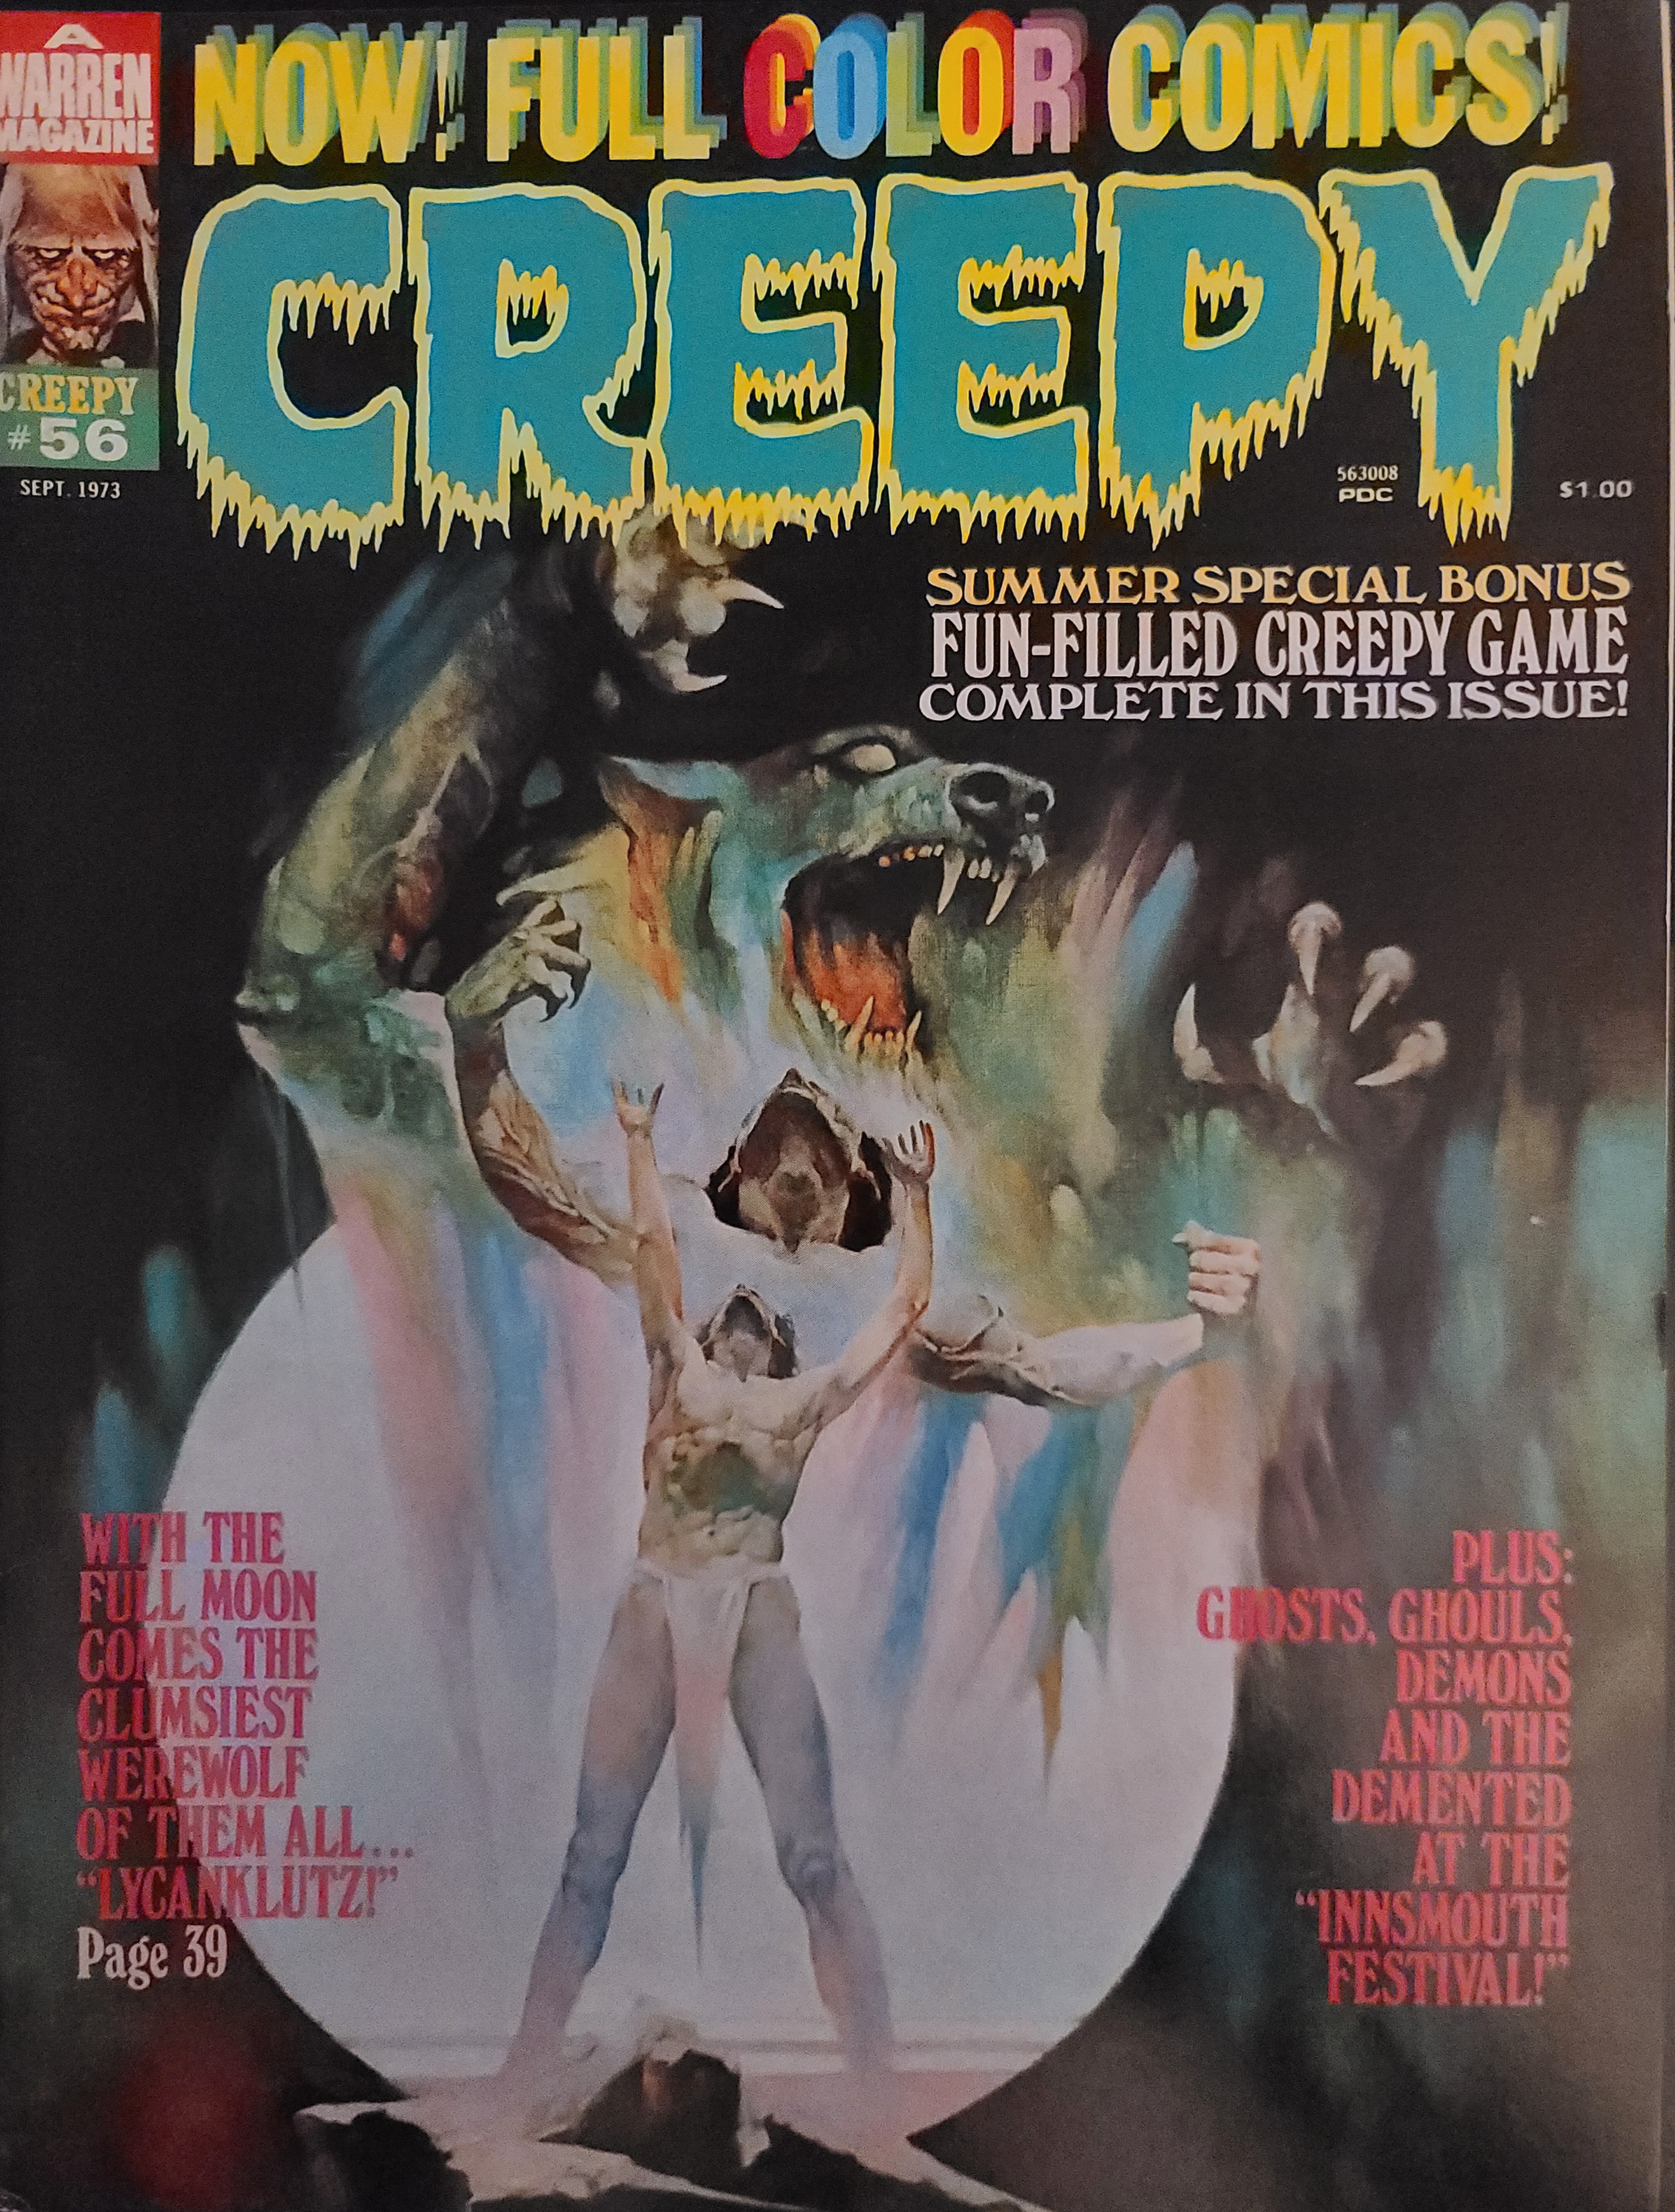 A
WARREN
MAGAZINE
NOW! FULL COLOR COMICS!
CREEPY
CREEPY
#56
SEPT. 1973
563008
PDC
$1.00
SUMMER SPECIAL BONUS
FUN-FILLED CREEPY GAME
COMPLETE IN THIS ISSUE!
WITH THE
FULL MOON
COMES THE
CLUMSIEST
WEREWOLF
OF THEM ALL...
“LYCANKLUTZ!”
Page 39
PLUS:
GHOSTS, GHOULS,
DEMONS
AND THE
DEMENTED
AT THE
“INNSMOUTH
FESTIVAL!”